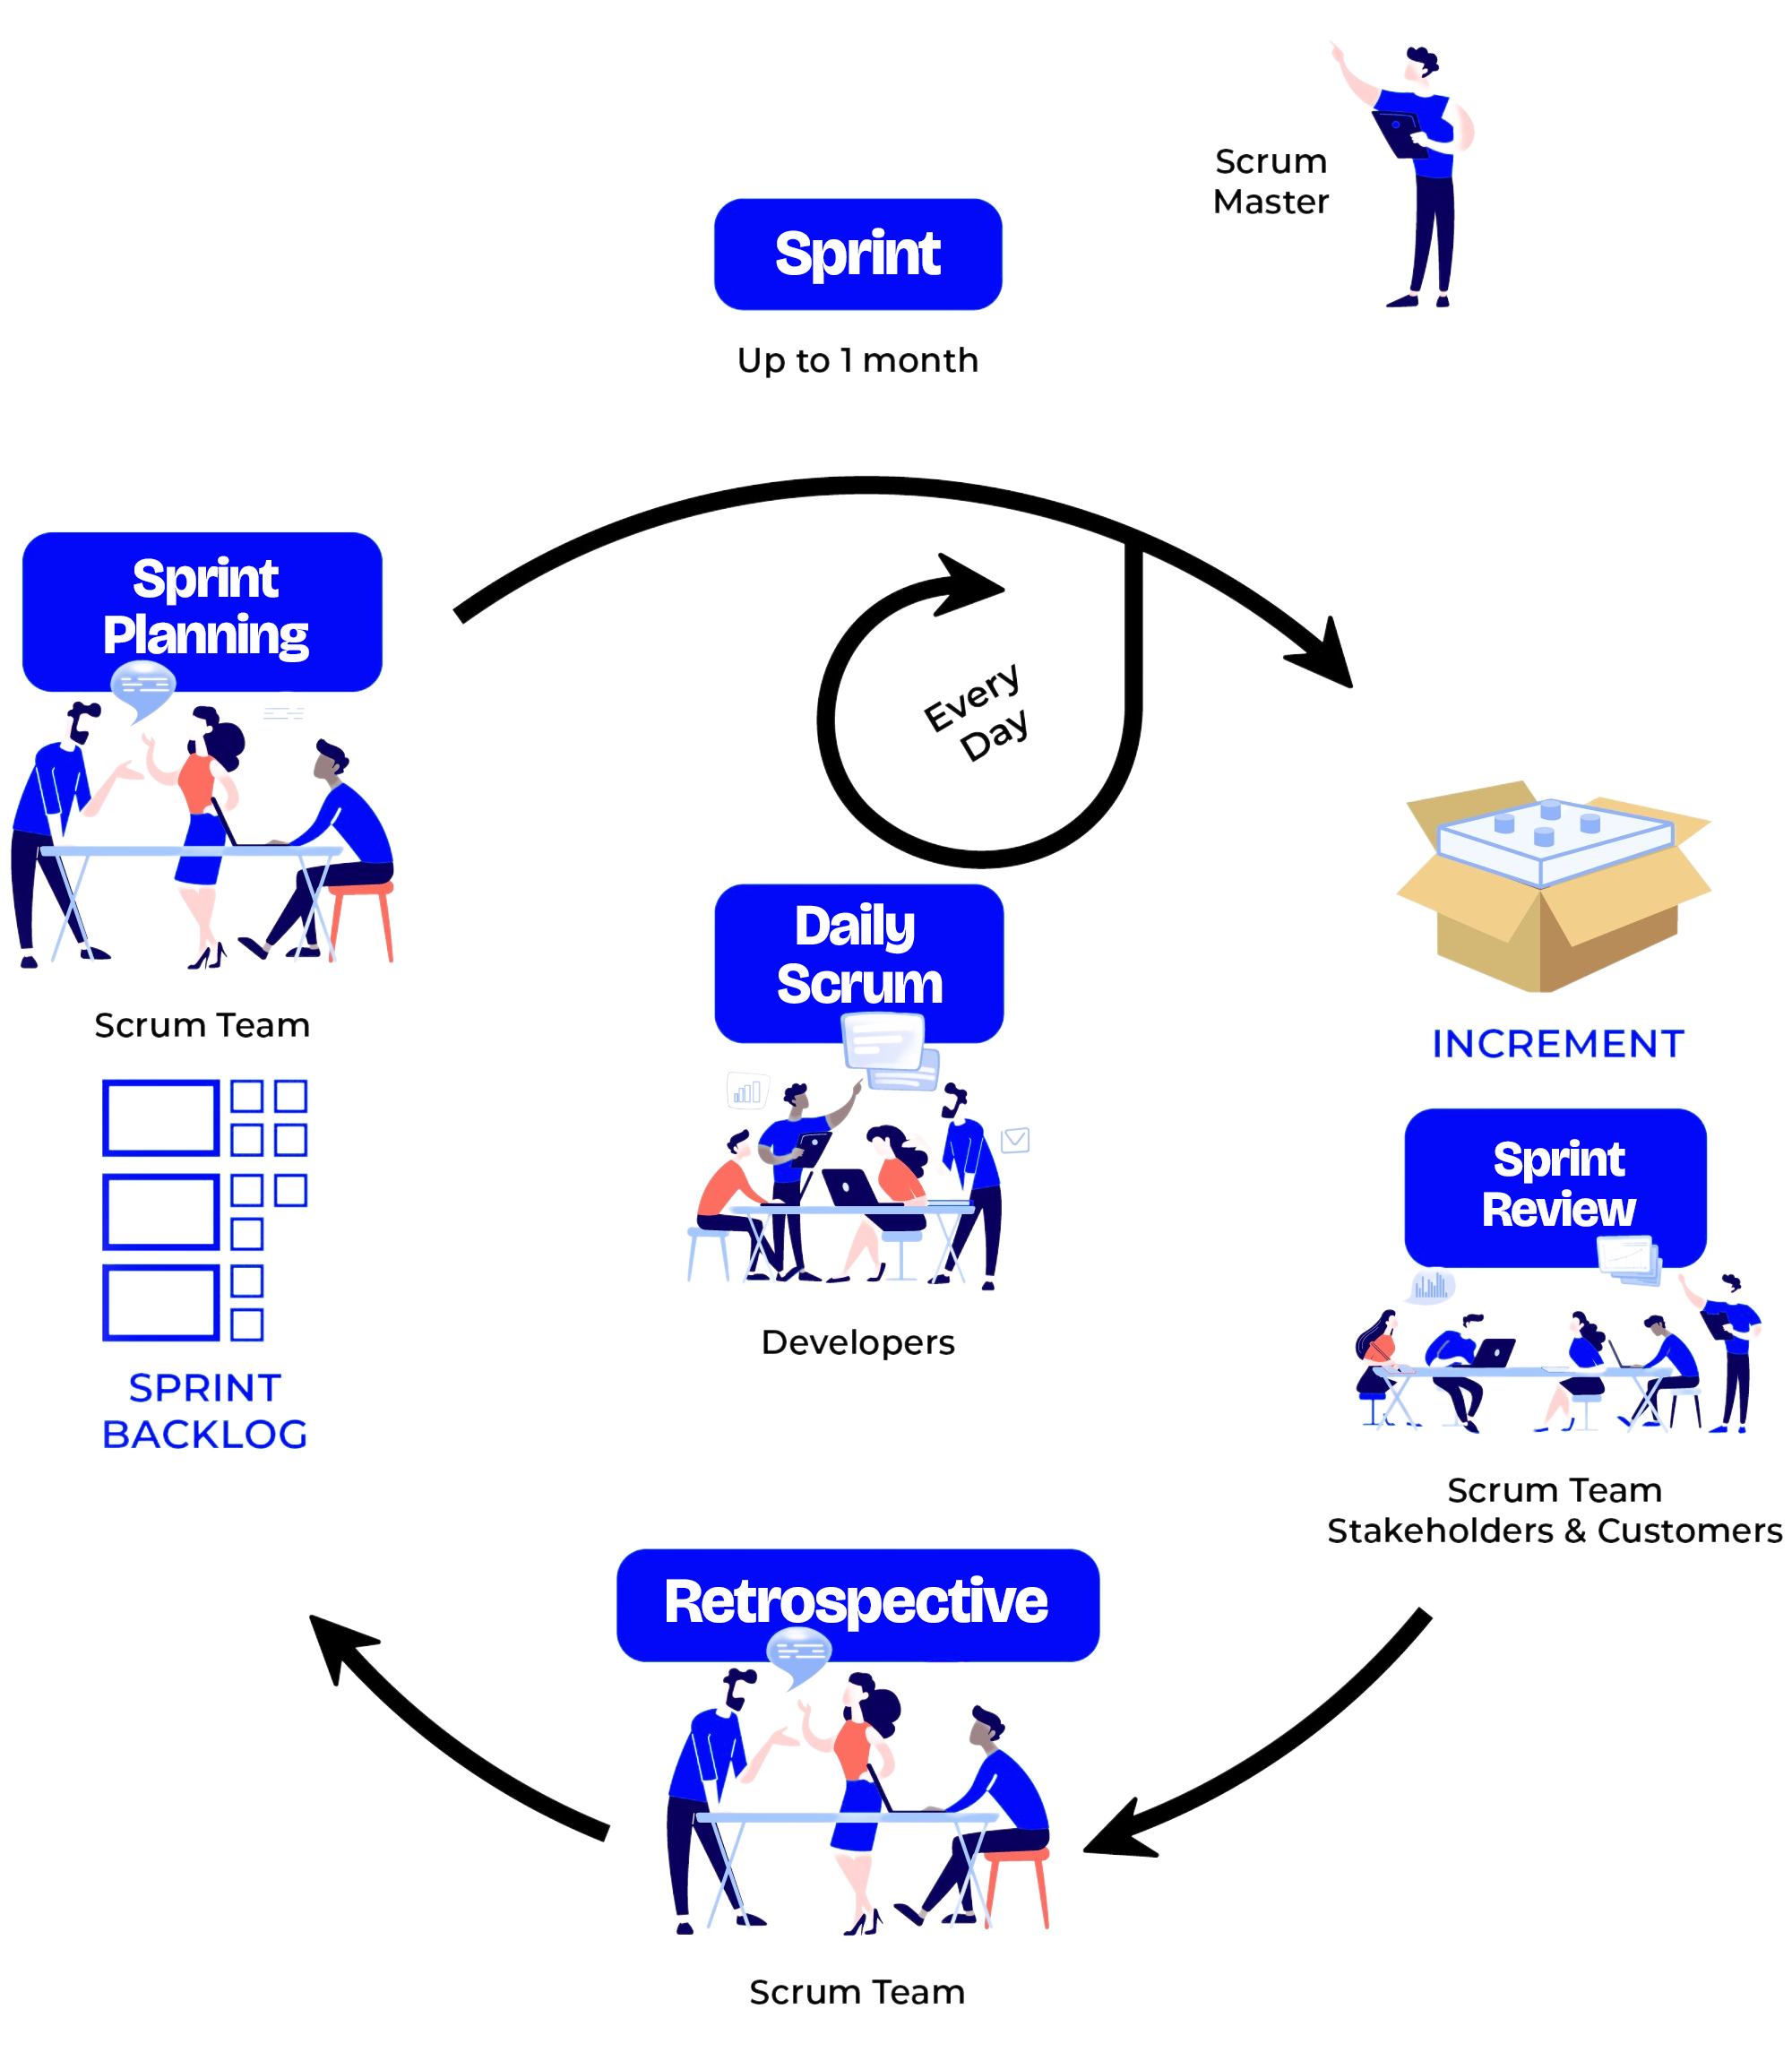 Scrum
Master
Sprint
Up to 1 month
Sprint
Planning
Scrum Team
SPRINT
BACKLOG
Every
Day
Daily
Scrum
Developers
INCREMENT
Sprint
Review
Scrum Team
Stakeholders & Customers
Retrospective
Scrum Team